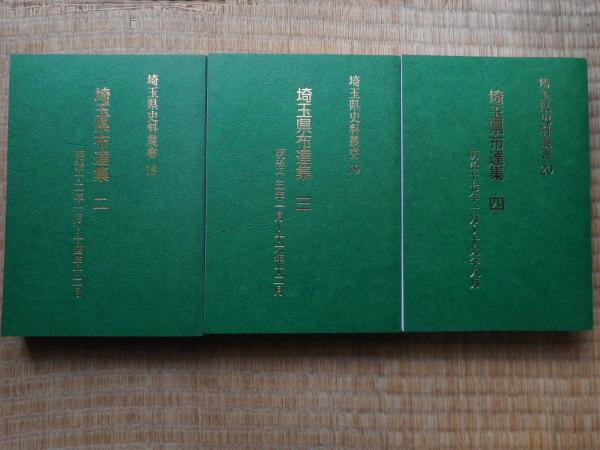 埼玉県史料叢書 18
埼玉県布達集 二
明治十二年一月~十四年十二月
埼玉県史料叢書 19
埼玉県布達集 三
明治十五年一月~十六年十二月
埼玉県史料叢書 20
埼玉県布達集 四
明治十七年一月~十九年八月